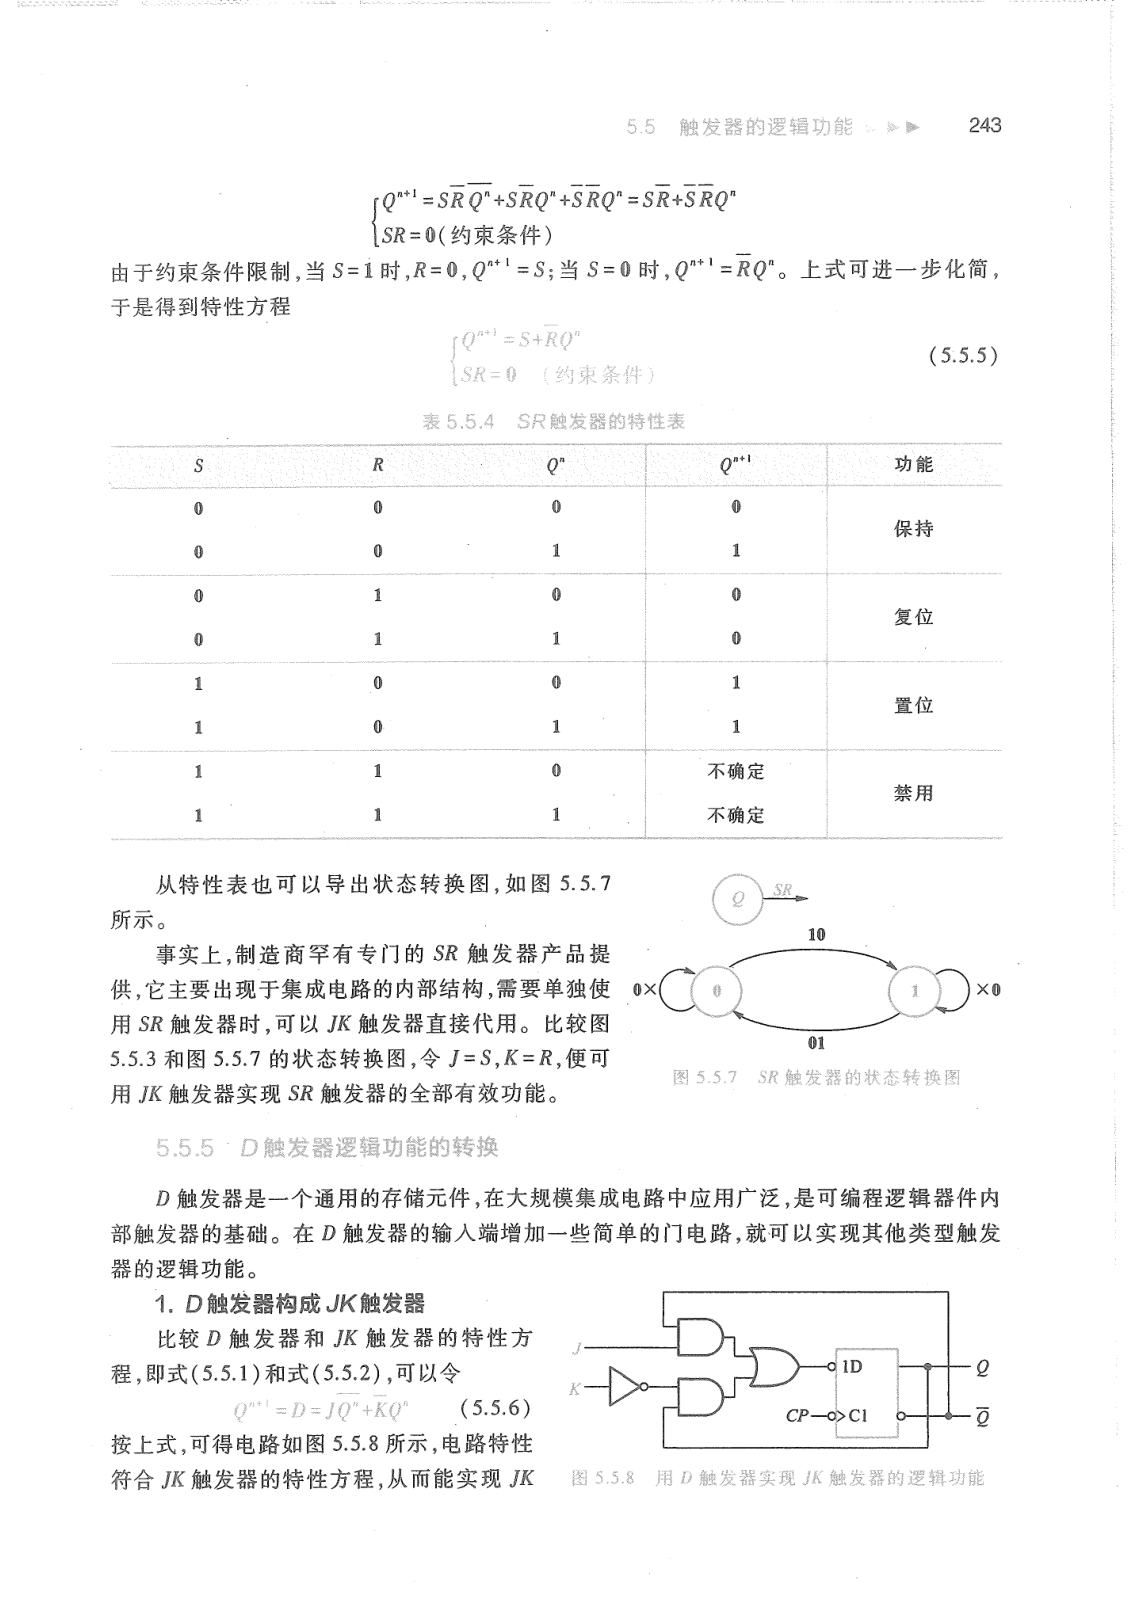 5.5 触发器的逻辑功能 243
Qⁿ⁺¹=SR̅Q̅ⁿ+SR̅Qⁿ+S̅R̅Qⁿ=SR̅+S̅R̅Qⁿ
SR=0(约束条件)
由于约束条件限制,当 S=1 时,R=0,Qⁿ⁺¹=S;当 S=0 时,Qⁿ⁺¹=R̅Qⁿ。上式可进一步化简,
于是得到特性方程
Qⁿ⁺¹=S+R̅Qⁿ
SR=0 (约束条件)
(5.5.5)
表 5.5.4 SR触发器的特性表
S R Qⁿ Qⁿ⁺¹ 功能
0 0 0 0
保持
0 0 1 1
0 1 0 0
复位
0 1 1 0
1 0 0 1
置位
1 0 1 1
1 1 0 不确定
禁用
1 1 1 不确定
从特性表也可以导出状态转换图,如图 5.5.7
所示。
事实上,制造商罕有专门的 SR 触发器产品提
供,它主要出现于集成电路的内部结构,需要单独使
用 SR 触发器时,可以 JK 触发器直接代用。比较图
5.5.3 和图 5.5.7 的状态转换图,令 J=S,K=R,便可
用 JK 触发器实现 SR 触发器的全部有效功能。
Q SR
10
0× 0 1 ×0
01
图 5.5.7 SR 触发器的状态转换图
5.5.5 D 触发器逻辑功能的转换
D 触发器是一个通用的存储元件,在大规模集成电路中应用广泛,是可编程逻辑器件内
部触发器的基础。在 D 触发器的输入端增加一些简单的门电路,就可以实现其他类型触发
器的逻辑功能。
1. D触发器构成JK触发器
比较 D 触发器和 JK 触发器的特性方
程,即式(5.5.1)和式(5.5.2),可以令
Qⁿ⁺¹=D=JQ̅ⁿ+K̅Qⁿ (5.5.6)
按上式,可得电路如图 5.5.8 所示,电路特性
符合 JK 触发器的特性方程,从而能实现 JK
J
K
1D
Q
CP
C1
Q̅
图 5.5.8 用 D 触发器实现 JK 触发器的逻辑功能